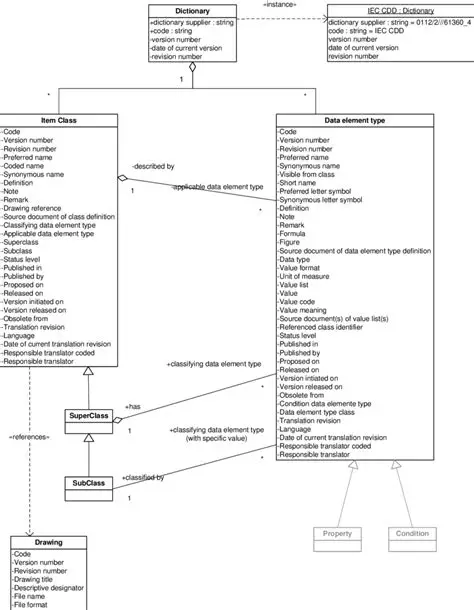 Dictionary
+dictionary supplier : string
+code : string
-version number
-date of current version
-revision number
«instance»
IEC CDD : Dictionary
dictionary supplier : string = 0112/2///61360_4
code : string = IEC CDD
version number
date of current version
revision number
1
*
*
Item Class
-Code
-Version number
-Revision number
-Preferred name
-Coded name
-Synonymous name
-Definition
-Note
-Remark
-Drawing reference
-Source document of class definition
-Classifying data element type
-Applicable data element type
-Superclass
-Subclass
-Status level
-Published in
-Published by
-Proposed on
-Released on
-Version initiated on
-Version released on
-Obsolete from
-Translation revision
-Language
-Date of current translation revision
-Responsible translator coded
-Responsible translator
-described by
1
-applicable data element type
*
Data element type
-Code
-Version number
-Revision number
-Preferred name
-Synonymous name
-Visible from class
-Short name
-Preferred letter symbol
-Synonymous letter symbol
-Definition
-Note
-Remark
-Formula
-Figure
-Source document of data element type definition
-Data type
-Value format
-Unit of measure
-Value list
-Value
-Value code
-Value meaning
-Source document(s) of value list(s)
-Referenced class identifier
-Status level
-Published in
-Published by
-Proposed on
-Released on
-Version intiated on
-Version released on
-Obsolete from
-Condition data elemente type
-Data element type class
-Translation revision
-Language
-Date of current translation revision
-Responsible translator coded
-Responsible translator
+classifying data element type
*
SuperClass
+has
1
+classifying data element type
(with specific value)
*
«references»
SubClass
+classified by
1
Property
Condition
Drawing
-Code
-Version number
-Revision number
-Drawing title
-Descriptive designator
-File name
-File format